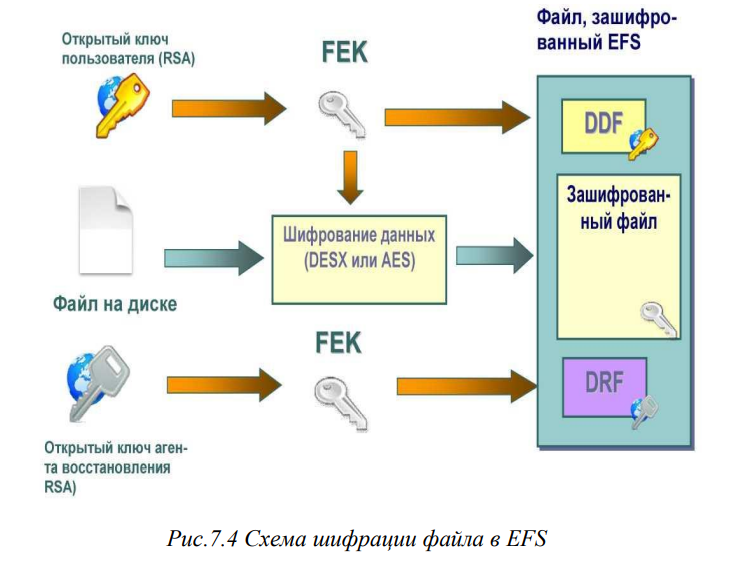 Открытый ключ
пользователя (RSA)
FEK
Файл, зашифро-
ванный EFS
DDF
Зашифрован-
ный файл
Шифрование данных
(DESX или AES)
Файл на диске
FEK
DRF
Открытый ключ аген-
та восстановления
RSA)
Рис.7.4 Схема шифрации файла в EFS